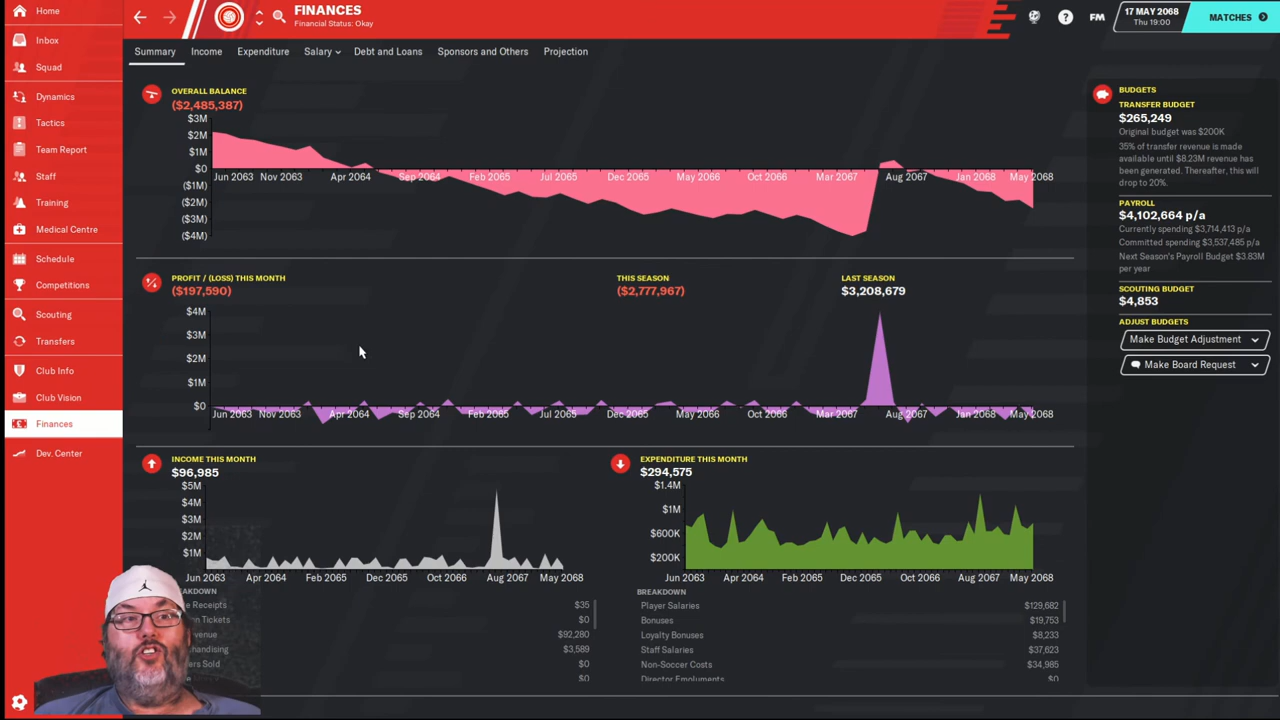 Home
Inbox
Squad
Dynamics
Tactics
Team Report
Staff
Training
Medical Centre
Schedule
Competitions
Scouting
Transfers
Club Info
Club Vision
Finances
Dev. Center
FINANCES
Financial Status: Okay
FM
17 MAY 2068
Thu 19:00
MATCHES
Summary
Income
Expenditure
Salary
Debt and Loans
Sponsors and Others
Projection
OVERALL BALANCE
($2,485,387)
$3M
$2M
$1M
$0
($1M)
($2M)
($3M)
($4M)
Jun 2063 Nov 2063 Apr 2064 Sep 2064 Feb 2065 Jul 2065 Dec 2065 May 2066 Oct 2066 Mar 2067 Aug 2067 Jan 2068 May 2068
PROFIT / (LOSS) THIS MONTH
($197,590)
THIS SEASON
($2,777,967)
LAST SEASON
$3,208,679
$4M
$3M
$2M
$1M
$0
Jun 2063 Nov 2063 Apr 2064 Sep 2064 Feb 2065 Jul 2065 Dec 2065 May 2066 Oct 2066 Mar 2067 Aug 2067 Jan 2068 May 2068
INCOME THIS MONTH
$96,985
$5M
$4M
$3M
$2M
$1M
Jun 2063 Apr 2064 Feb 2065 Dec 2065 Oct 2066 Aug 2067 May 2068
AKDOWN
Receipts $35
Tickets $0
venue $92,280
handising $3,589
rs Sold $0
$0
EXPENDITURE THIS MONTH
$294,575
$1.4M
$1M
$600K
$200K
Jun 2063 Apr 2064 Feb 2065 Dec 2065 Oct 2066 Aug 2067 May 2068
BREAKDOWN
Player Salaries $129,682
Bonuses $19,753
Loyalty Bonuses $8,233
Staff Salaries $37,623
Non-Soccer Costs $34,985
Director Emoluments $0
BUDGETS
TRANSFER BUDGET
$265,249
Original budget was $200K
35% of transfer revenue is made
available until $8.23M revenue has
been generated. Thereafter, this will
drop to 20%.
PAYROLL
$4,102,664 p/a
Currently spending $3,714,413 p/a
Committed spending $3,537,485 p/a
Next Season's Payroll Budget $3.83M
per year
SCOUTING BUDGET
$4,853
ADJUST BUDGETS
Make Budget Adjustment
Make Board Request